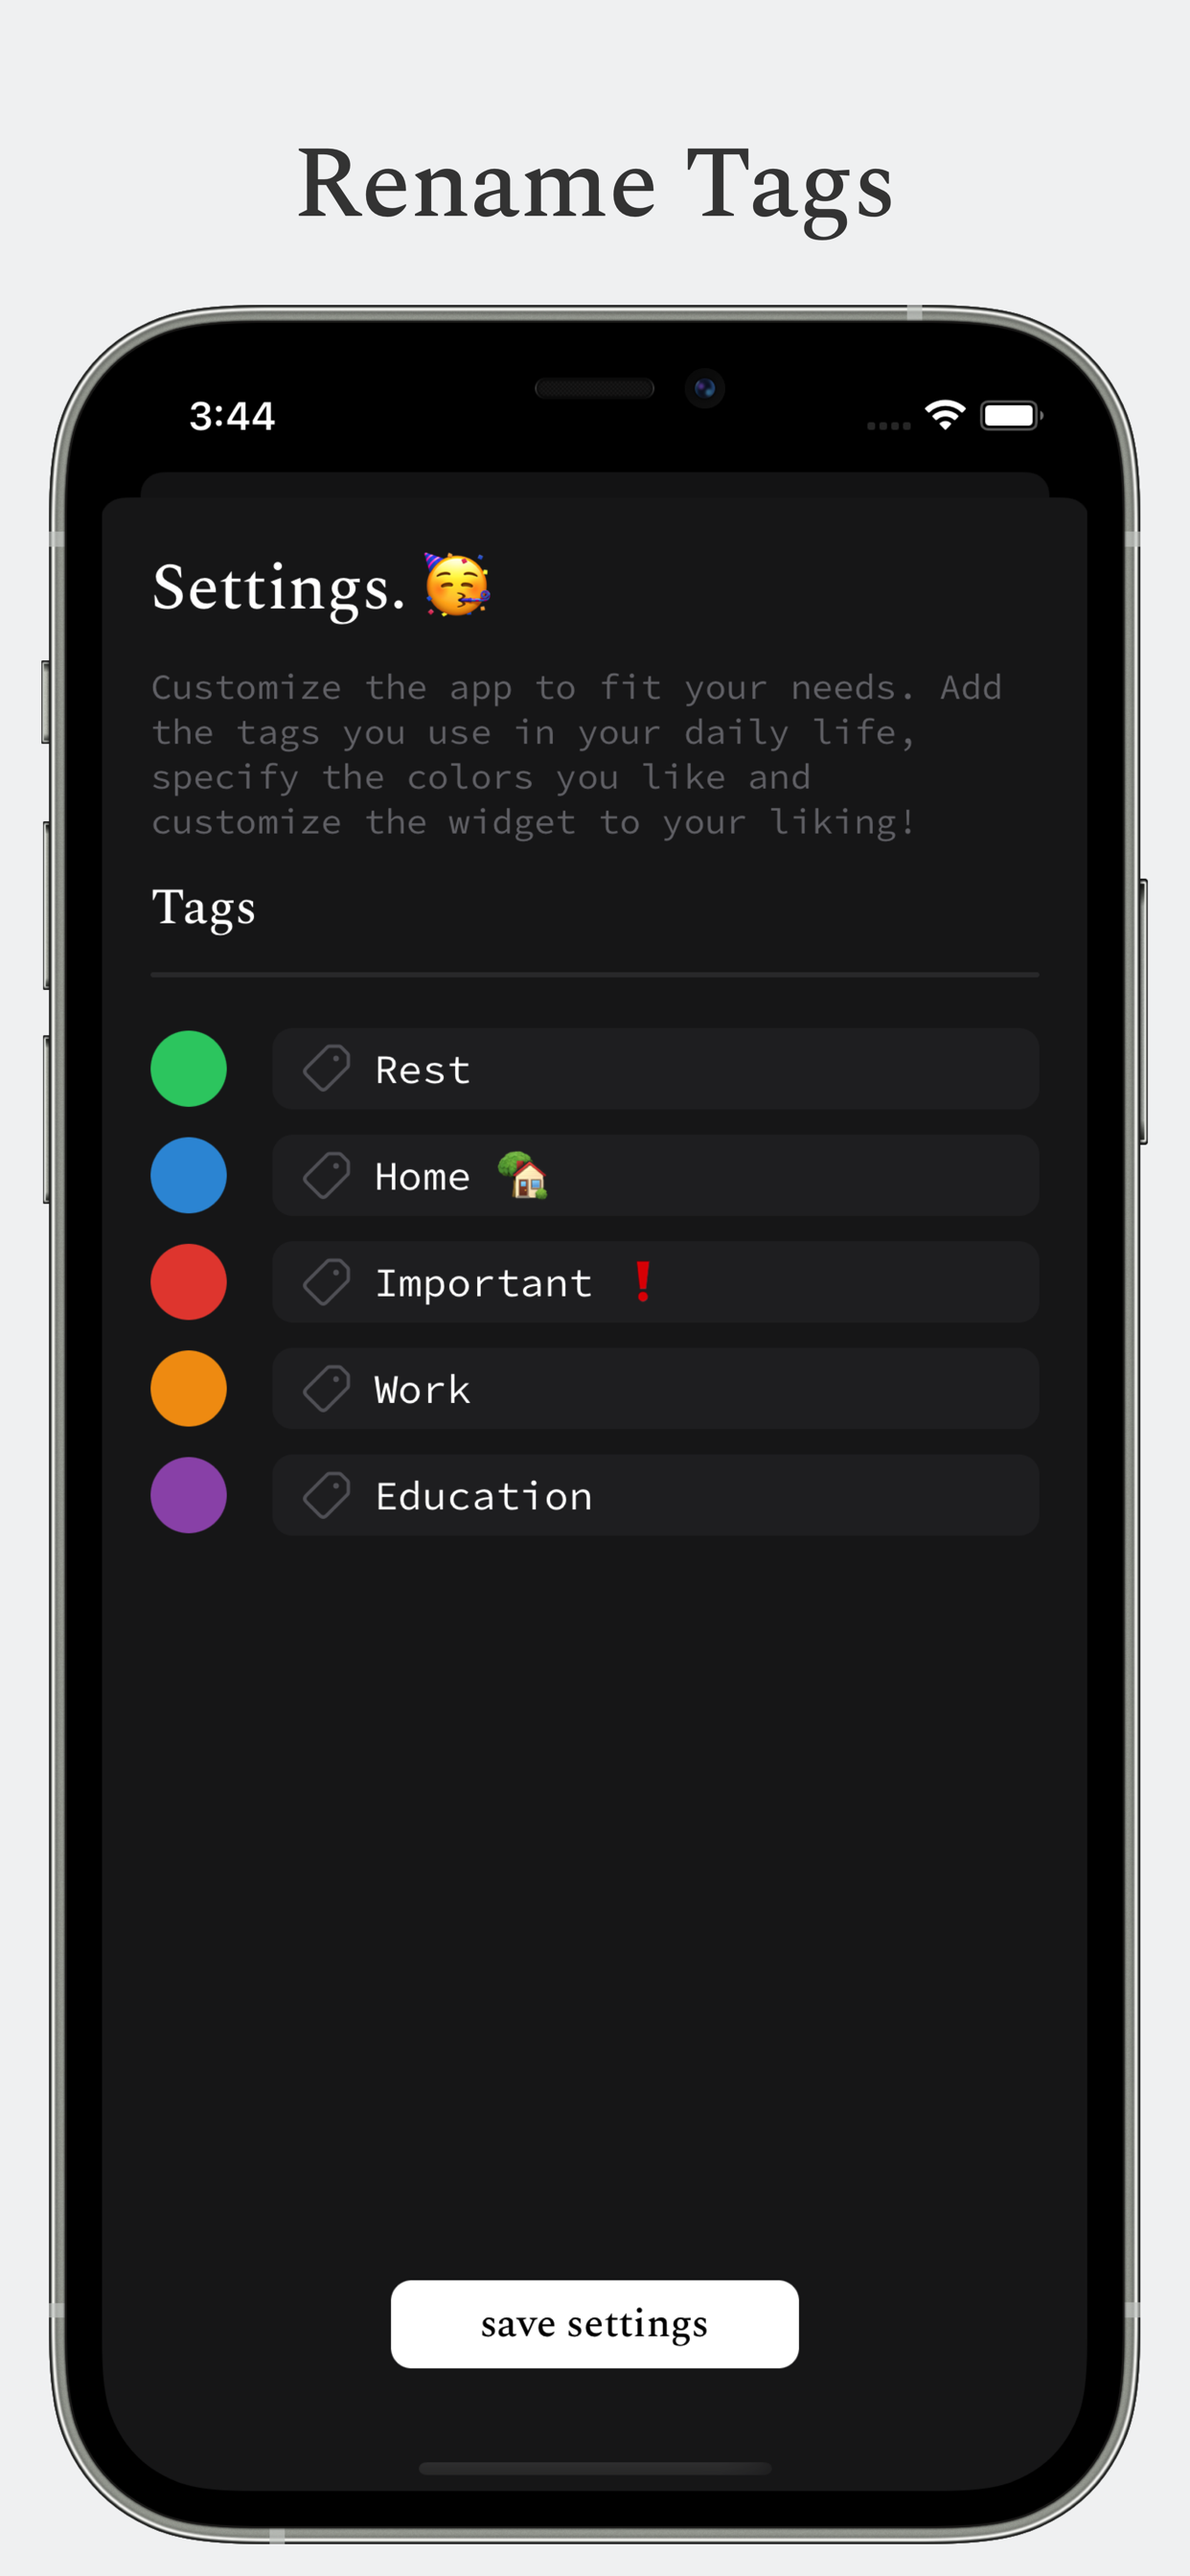 Rename Tags
3:44
Settings. 🥳
Customize the app to fit your needs. Add
the tags you use in your daily life,
specify the colors you like and
customize the widget to your liking!
Tags
Rest
Home 🏡
Important ❗
Work
Education
save settings